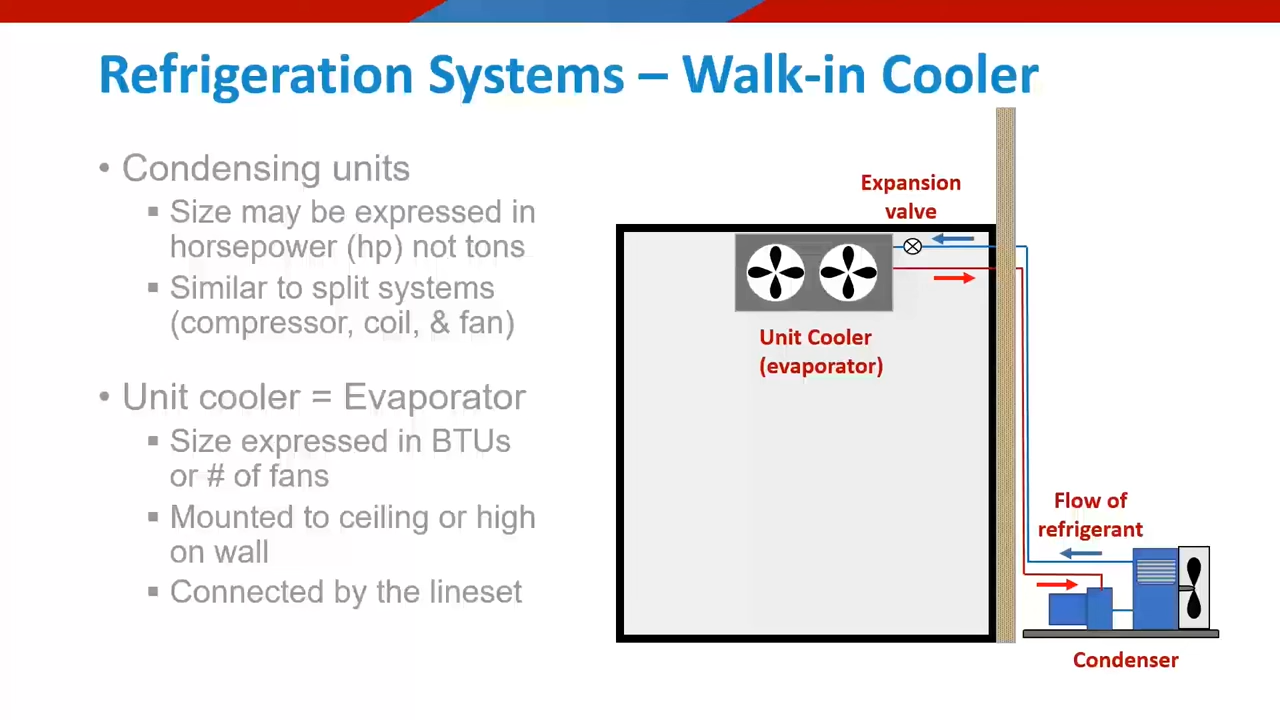 Refrigeration Systems – Walk-in Cooler
• Condensing units
▪ Size may be expressed in
horsepower (hp) not tons
▪ Similar to split systems
(compressor, coil, & fan)
• Unit cooler = Evaporator
▪ Size expressed in BTUs
or # of fans
▪ Mounted to ceiling or high
on wall
▪ Connected by the lineset
Expansion
valve
Unit Cooler
(evaporator)
Flow of
refrigerant
Condenser